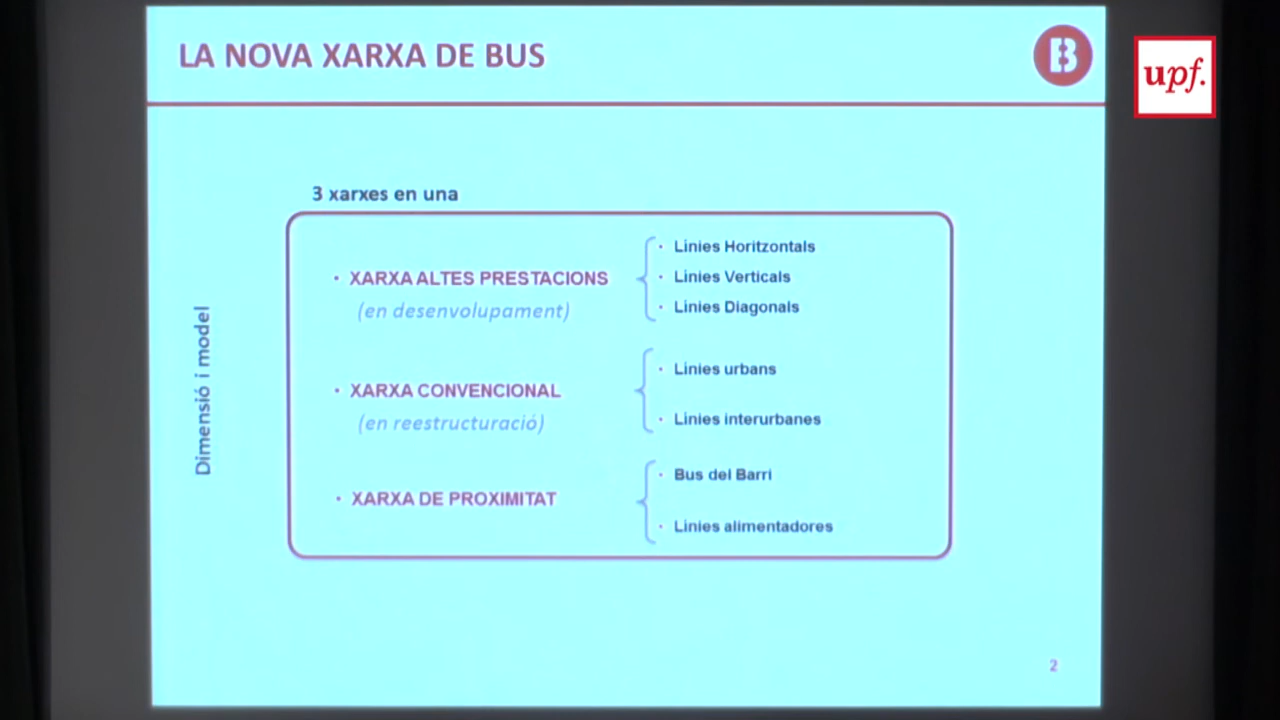 LA NOVA XARXA DE BUS
B
upf.
3 xarxes en una
Dimensió i model
• XARXA ALTES PRESTACIONS
(en desenvolupament)
• Linies Horitzontals
• Linies Verticals
• Linies Diagonals
• XARXA CONVENCIONAL
(en reestructuració)
• Linies urbans
• Linies interurbanes
• XARXA DE PROXIMITAT
• Bus del Barri
• Linies alimentadores
2